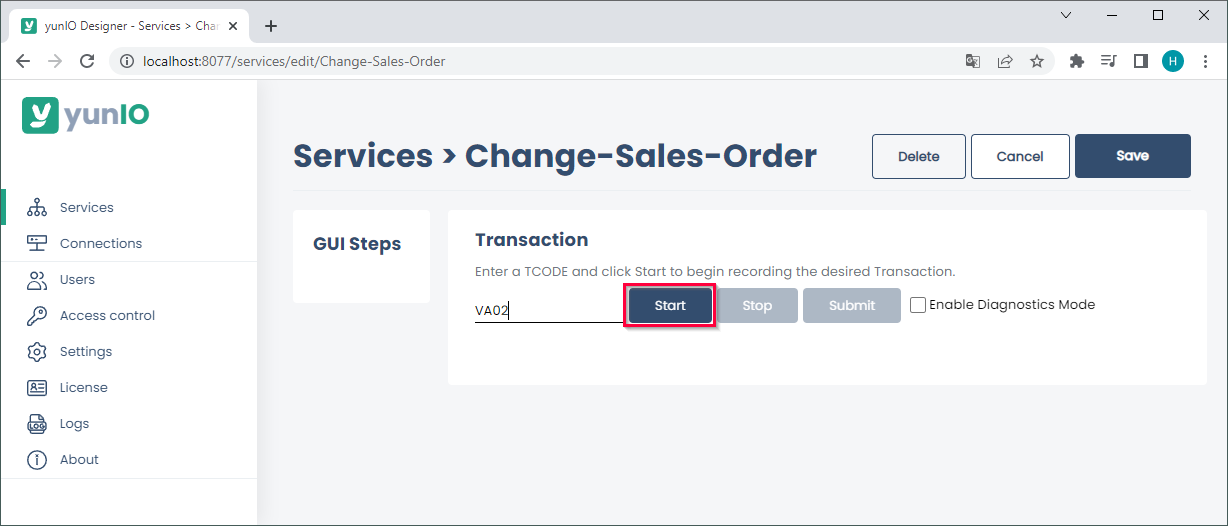 yunIO Designer - Services > Cha
localhost:8077/services/edit/Change-Sales-Order
H
yunIO
Services > Change-Sales-Order
Delete
Cancel
Save
Services
Connections
Users
Access control
Settings
License
Logs
About
GUI Steps
Transaction
Enter a TCODE and click Start to begin recording the desired Transaction.
VA02
Start
Stop
Submit
Enable Diagnostics Mode